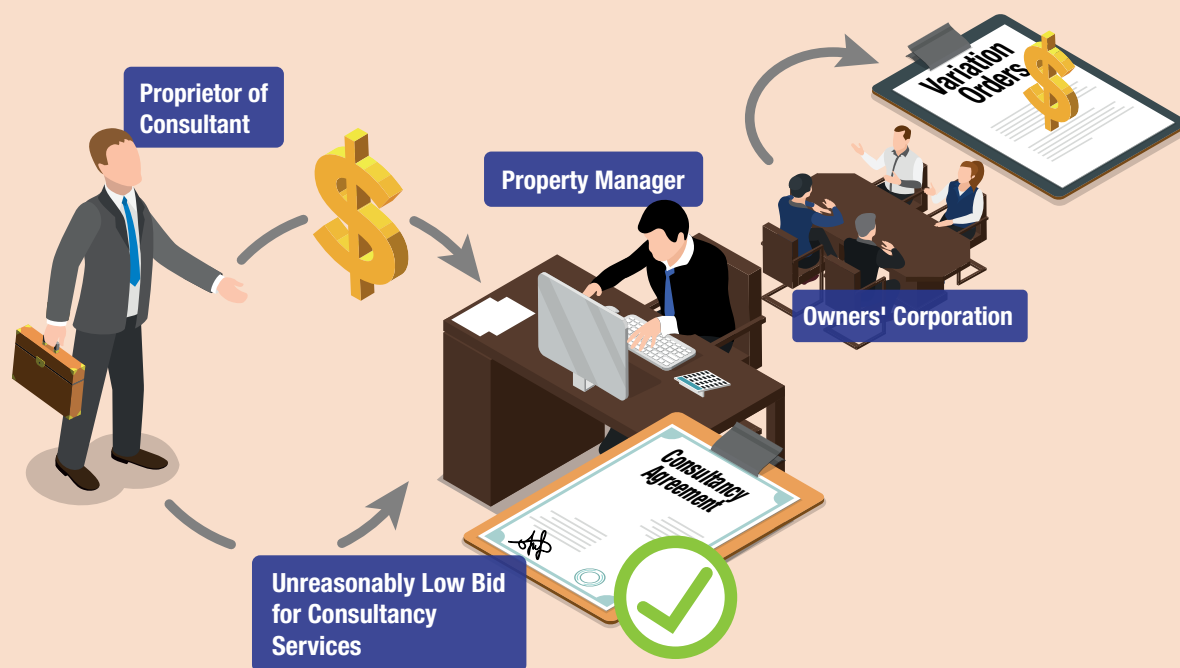 Proprietor of
Consultant
Property Manager
Variation
Orders
Owners' Corporation
Consultancy
Agreement
Unreasonably Low Bid
for Consultancy
Services